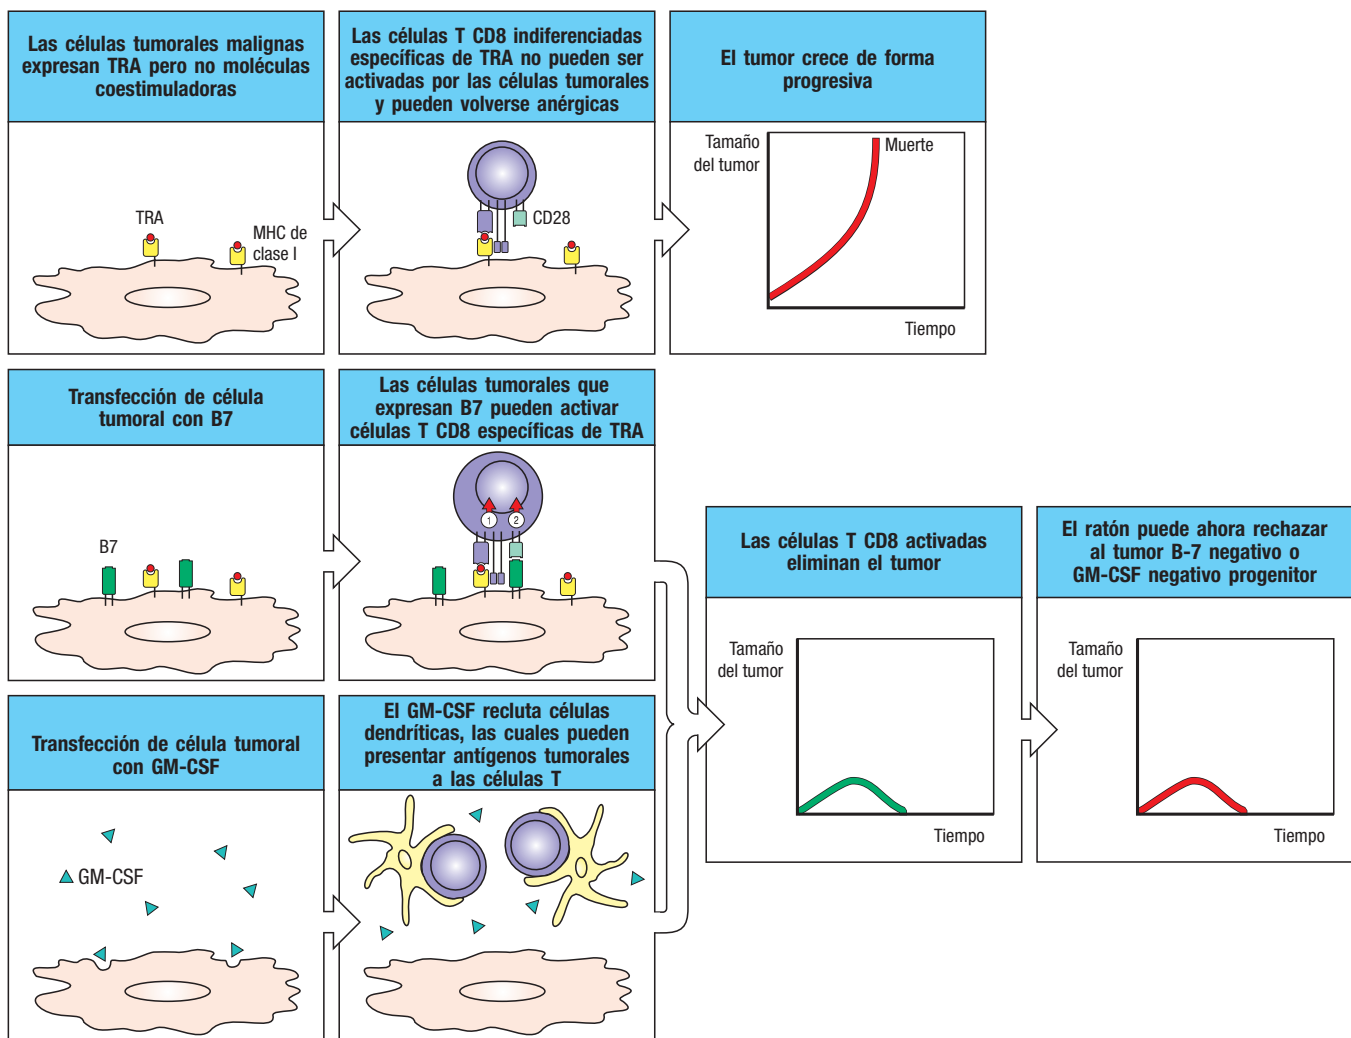 Las células tumorales malignas
expresan TRA pero no moléculas
coestimuladoras
TRA
MHC de
clase I
Las células T CD8 indiferenciadas
específicas de TRA no pueden ser
activadas por las células tumorales
y pueden volverse anérgicas
CD28
El tumor crece de forma
progresiva
Tamaño
del tumor
Muerte
Tiempo
Transfección de célula
tumoral con B7
B7
Las células tumorales que
expresan B7 pueden activar
células T CD8 específicas de TRA
1
2
Transfección de célula tumoral
con GM-CSF
GM-CSF
El GM-CSF recluta células
dendríticas, las cuales pueden
presentar antígenos tumorales
a las células T
Las células T CD8 activadas
eliminan el tumor
Tamaño
del tumor
Tiempo
El ratón puede ahora rechazar
al tumor B-7 negativo o
GM-CSF negativo progenitor
Tamaño
del tumor
Tiempo